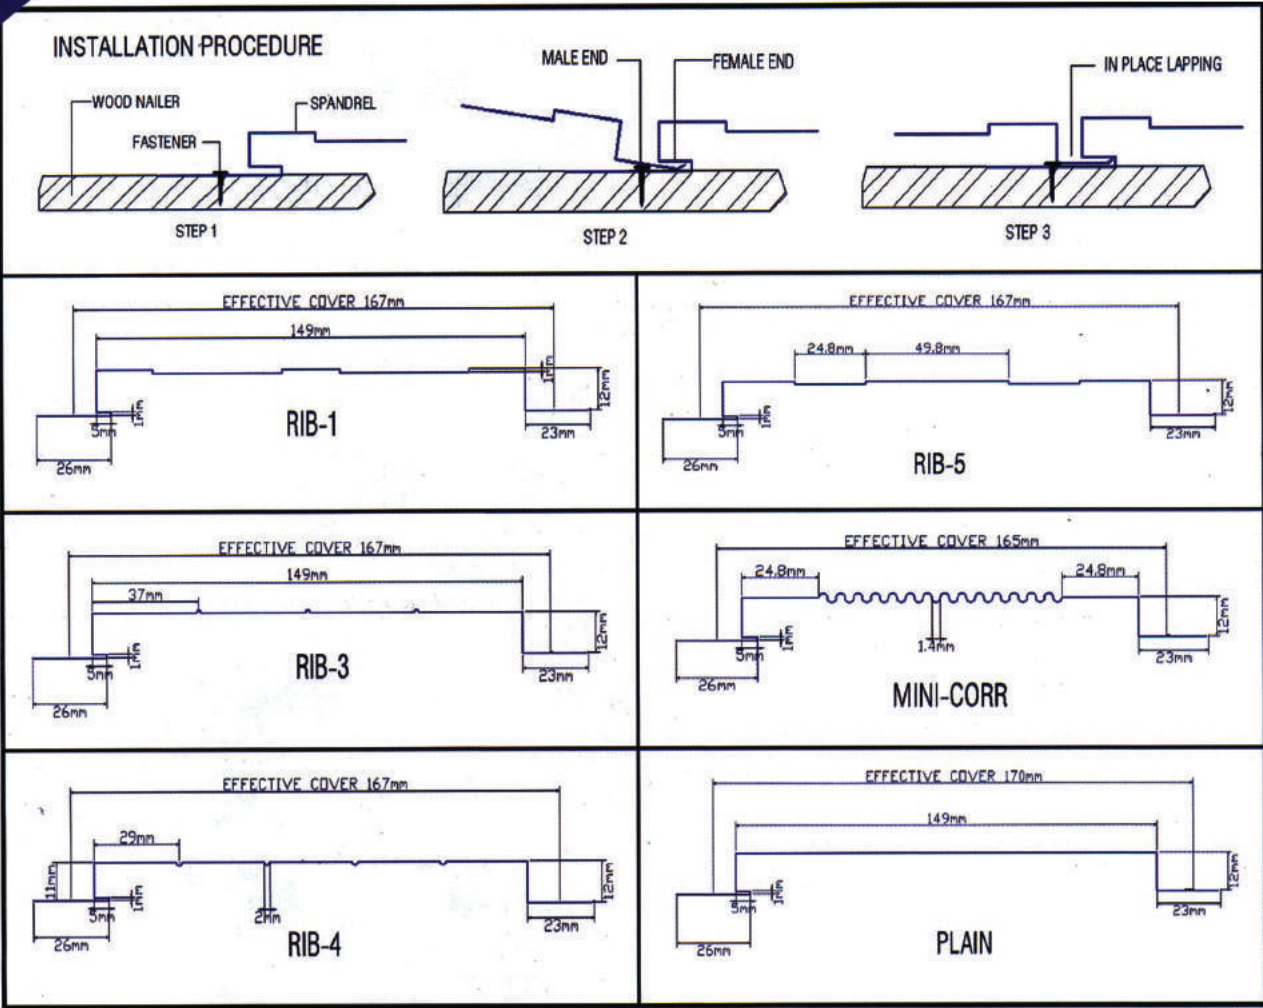 INSTALLATION PROCEDURE
WOOD NAILER
SPANDREL
FASTENER
STEP 1
MALE END
FEMALE END
STEP 2
IN PLACE LAPPING
STEP 3
EFFECTIVE COVER 167mm
149mm
1mm
12mm
1mm
5mm
23mm
26mm
RIB-1
EFFECTIVE COVER 167mm
24.8mm
49.8mm
12mm
1mm
5mm
23mm
26mm
RIB-5
EFFECTIVE COVER 167mm
149mm
37mm
12mm
1mm
5mm
23mm
26mm
RIB-3
EFFECTIVE COVER 165mm
24.8mm
24.8mm
12mm
1mm
5mm
1.4mm
23mm
26mm
MINI-CORR
EFFECTIVE COVER 167mm
29mm
11mm
12mm
1mm
5mm
2mm
23mm
26mm
RIB-4
EFFECTIVE COVER 170mm
149mm
12mm
1mm
5mm
23mm
26mm
PLAIN